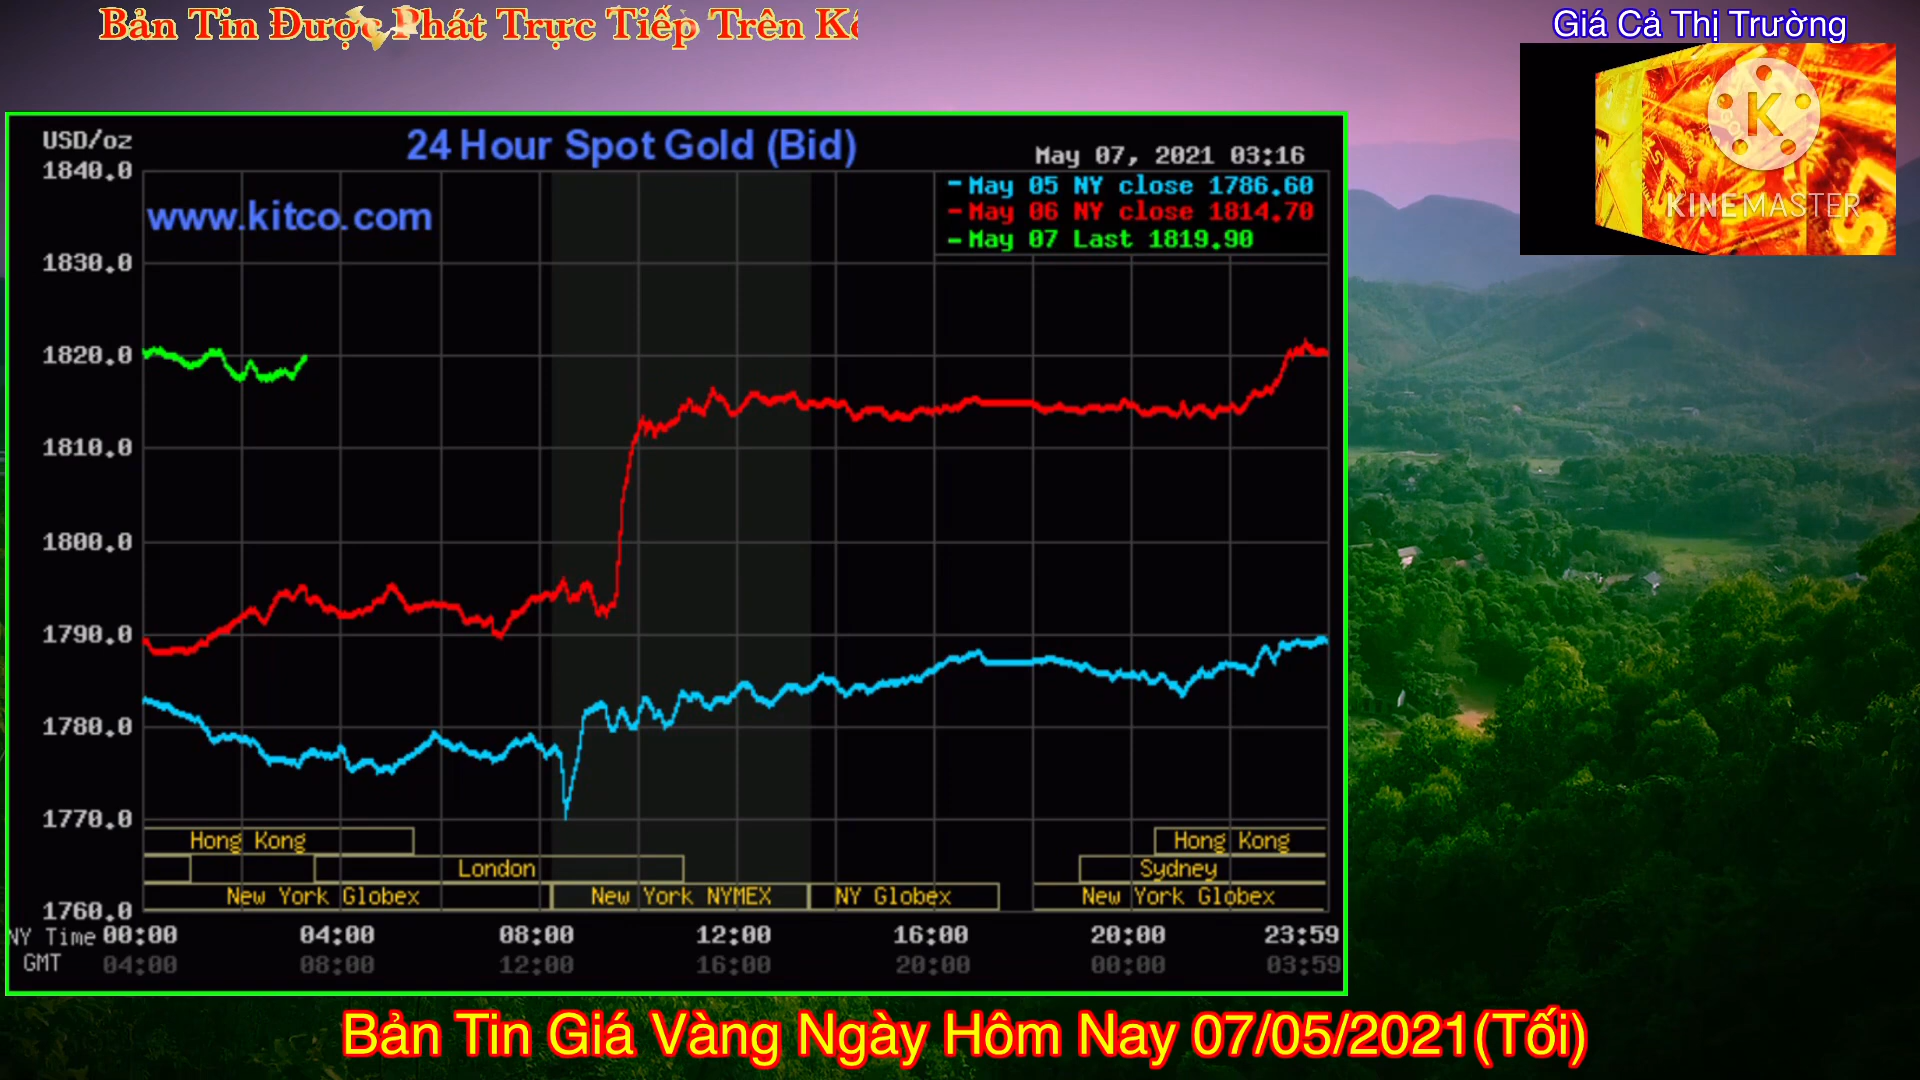 Bản Tin Được Phát Trực Tiếp Trên
Giá Cả Thị Trường
KINEMASTER
USD/oz
24 Hour Spot Gold (Bid)
May 07, 2021 03:16
www.kitco.com
May 05 NY close 1786.60
May 06 NY close 1814.70
May 07 Last 1819.90
1840.0
1830.0
1820.0
1810.0
1800.0
1790.0
1780.0
1770.0
1760.0
Hong Kong
Hong Kong
London
Sydney
New York Globex
New York NYMEX
NY Globex
New York Globex
NY Time 00:00 04:00 08:00 12:00 16:00 20:00 23:59
GMT 04:00 08:00 12:00 16:00 20:00 00:00 03:59
Bản Tin Giá Vàng Ngày Hôm Nay 07/05/2021(Tối)